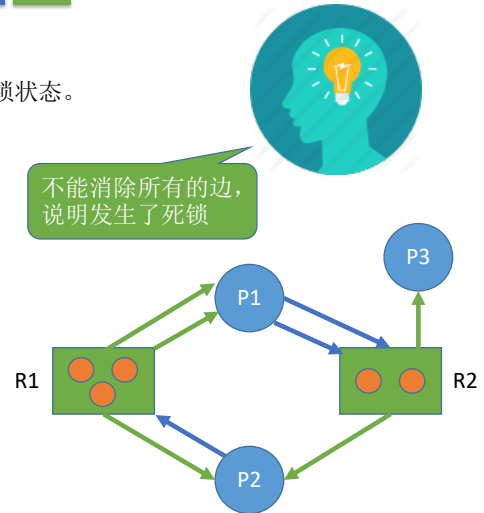 锁状态。
不能消除所有的边，
说明发生了死锁
P3
P1
R1
R2
P2